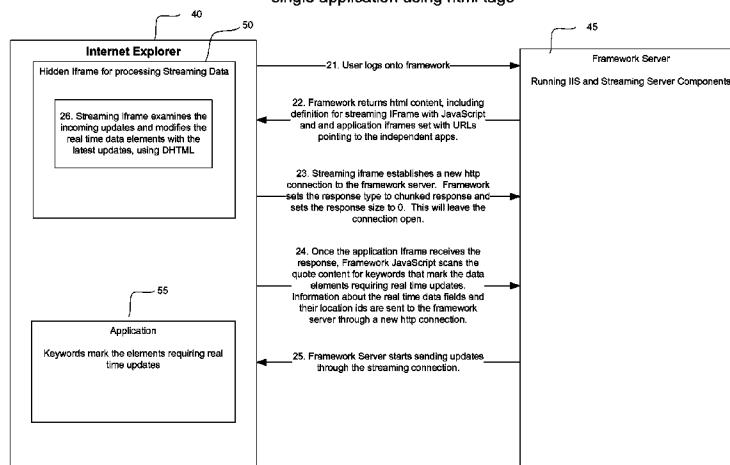 single application using html tags
40
50
45
Internet Explorer
Hidden Iframe for processing Streaming Data
26. Streaming Iframe examines the
incoming updates and modifies the
real time data elements with the
latest updates, using DHTML
21. User logs onto framework
22. Framework returns html content, including
definition for streaming IFrame with JavaScript
and and application iframes set with URLs
pointing to the independent apps.
23. Streaming iframe establishes a new http
connection to the framework server. Framework
sets the response type to chunked response and
sets the response size to 0. This will leave the
connection open.
24. Once the application Iframe receives the
response, Framework JavaScript scans the
quote content for keywords that mark the data
elements requiring real time updates.
Information about the real time data fields and
their location ids are sent to the framework
server through a new http connection.
25. Framework Server starts sending updates
through the streaming connection.
55
Application
Keywords mark the elements requiring real
time updates
Framework Server
Running IIS and Streaming Server Components